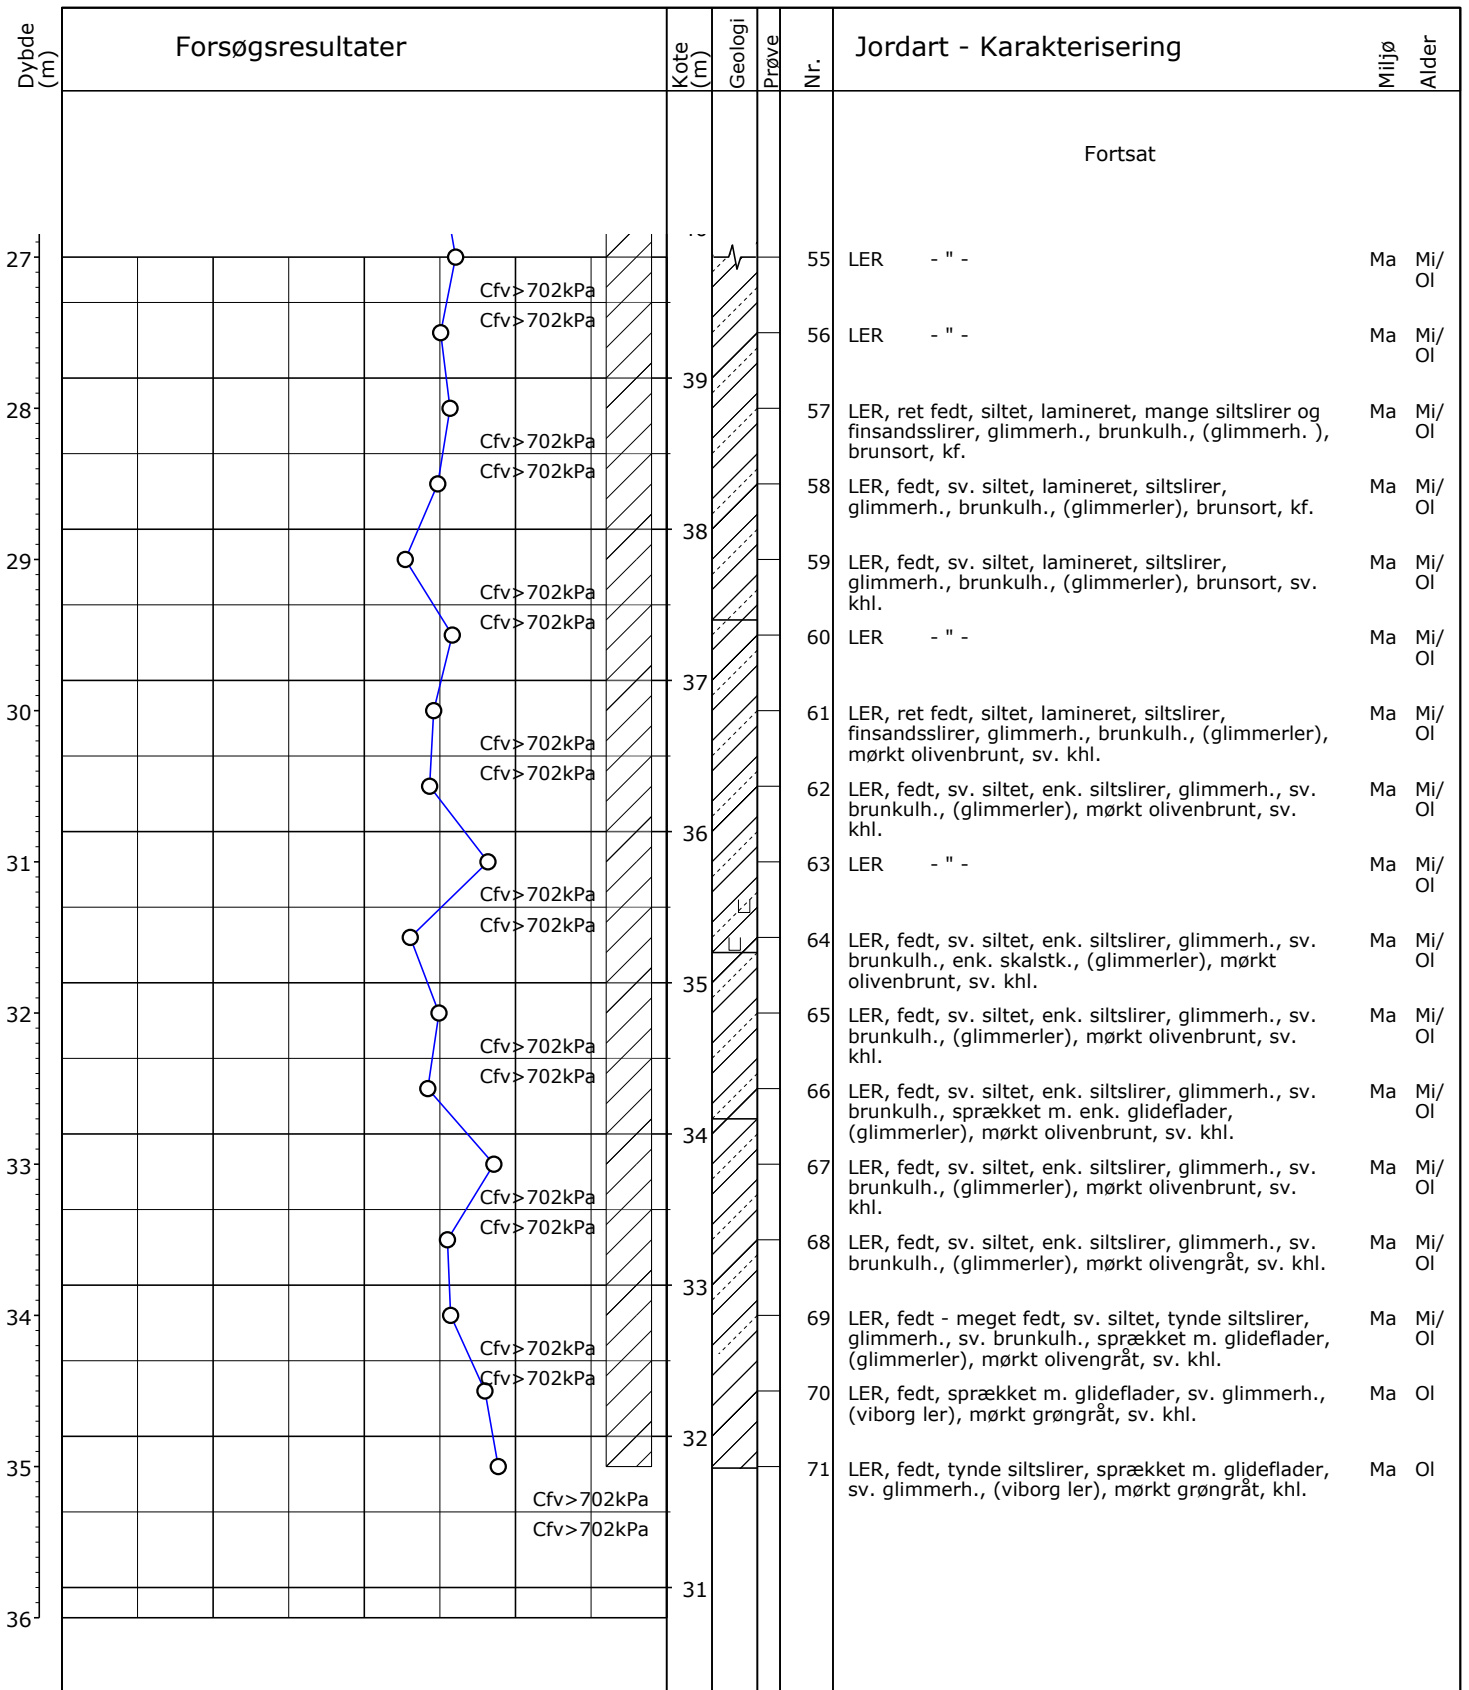 Dybde
(m)
Forsøgsresultater
Kote
(m)
Geologi
Prøve
Nr.
Jordart - Karakterisering
Miljø
Alder
Fortsat
27
55 LER - " - Ma Mi/
Ol
Cfv>702kPa
Cfv>702kPa
56 LER - " - Ma Mi/
Ol
39
28
57 LER, ret fedt, siltet, lamineret, mange siltslirer og Ma Mi/
finsandsslirer, glimmerh., brunkulh., (glimmerh. ), Ol
brunsort, kf.
Cfv>702kPa
Cfv>702kPa
58 LER, fedt, sv. siltet, lamineret, siltslirer, Ma Mi/
glimmerh., brunkulh., (glimmerler), brunsort, kf. Ol
38
29
59 LER, fedt, sv. siltet, lamineret, siltslirer, Ma Mi/
glimmerh., brunkulh., (glimmerler), brunsort, sv. Ol
khl.
Cfv>702kPa
Cfv>702kPa
60 LER - " - Ma Mi/
Ol
37
30
61 LER, ret fedt, siltet, lamineret, siltslirer, Ma Mi/
finsandsslirer, glimmerh., brunkulh., (glimmerler), Ol
mørkt olivenbrunt, sv. khl.
Cfv>702kPa
Cfv>702kPa
62 LER, fedt, sv. siltet, enk. siltslirer, glimmerh., sv. Ma Mi/
brunkulh., (glimmerler), mørkt olivenbrunt, sv. Ol
khl.
36
31
63 LER - " - Ma Mi/
Ol
Cfv>702kPa
Cfv>702kPa
64 LER, fedt, sv. siltet, enk. siltslirer, glimmerh., sv. Ma Mi/
brunkulh., enk. skalstk., (glimmerler), mørkt Ol
olivenbrunt, sv. khl.
35
32
65 LER, fedt, sv. siltet, enk. siltslirer, glimmerh., sv. Ma Mi/
brunkulh., (glimmerler), mørkt olivenbrunt, sv. Ol
khl.
Cfv>702kPa
Cfv>702kPa
66 LER, fedt, sv. siltet, enk. siltslirer, glimmerh., sv. Ma Mi/
brunkulh., sprækket m. enk. glideflader, Ol
(glimmerler), mørkt olivenbrunt, sv. khl.
34
33
67 LER, fedt, sv. siltet, enk. siltslirer, glimmerh., sv. Ma Mi/
brunkulh., (glimmerler), mørkt olivenbrunt, sv. Ol
khl.
Cfv>702kPa
Cfv>702kPa
68 LER, fedt, sv. siltet, enk. siltslirer, glimmerh., sv. Ma Mi/
brunkulh., (glimmerler), mørkt olivengråt, sv. khl. Ol
33
34
69 LER, fedt - meget fedt, sv. siltet, tynde siltslirer, Ma Mi/
glimmerh., sv. brunkulh., sprækket m. glideflader, Ol
(glimmerler), mørkt olivengråt, sv. khl.
Cfv>702kPa
Cfv>702kPa
70 LER, fedt, sprækket m. glideflader, sv. glimmerh., Ma Ol
(viborg ler), mørkt grøngråt, sv. khl.
32
35
71 LER, fedt, tynde siltslirer, sprækket m. glideflader, Ma Ol
sv. glimmerh., (viborg ler), mørkt grøngråt, khl.
Cfv>702kPa
Cfv>702kPa
31
36